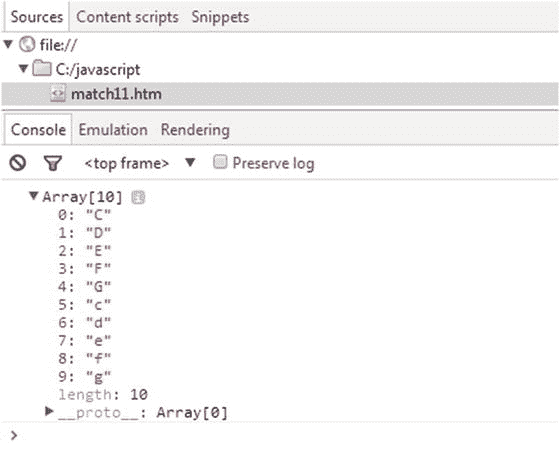 Sources Content scripts Snippets
file://
C:/javascript
match11.htm
Console Emulation Rendering
<top frame> Preserve log
Array[10]
0: "C"
1: "D"
2: "E"
3: "F"
4: "G"
5: "c"
6: "d"
7: "e"
8: "f"
9: "g"
length: 10
__proto__: Array[0]
>